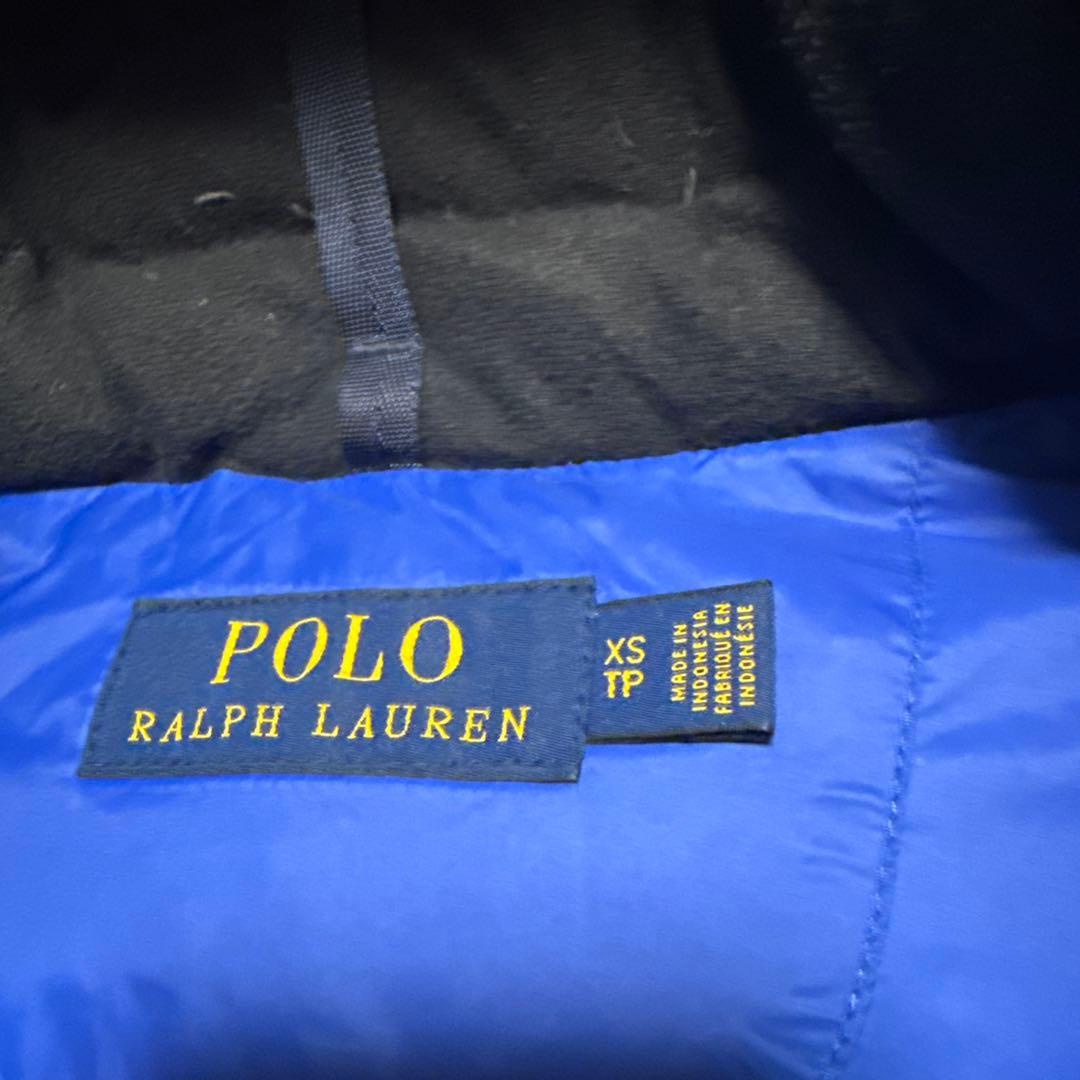 POLO
RALPH LAUREN
XS
TP
MADE IN
INDONESIA
FABRIQUÉ EN
INDONÉSIE